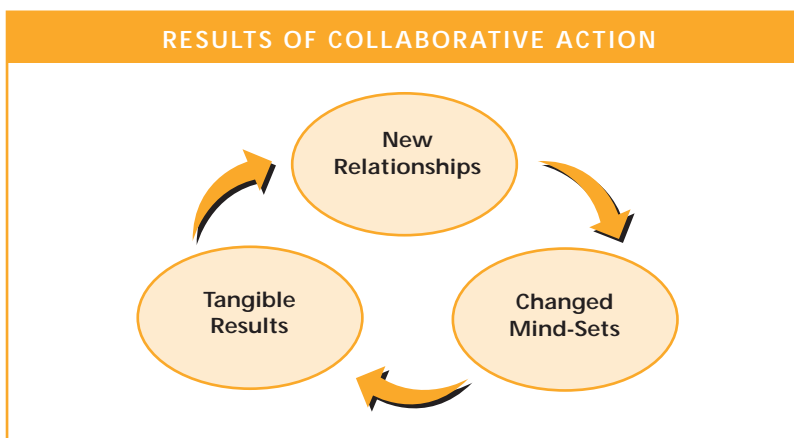 RESULTS OF COLLABORATIVE ACTION
New
Relationships
Tangible
Results
Changed
Mind-Sets